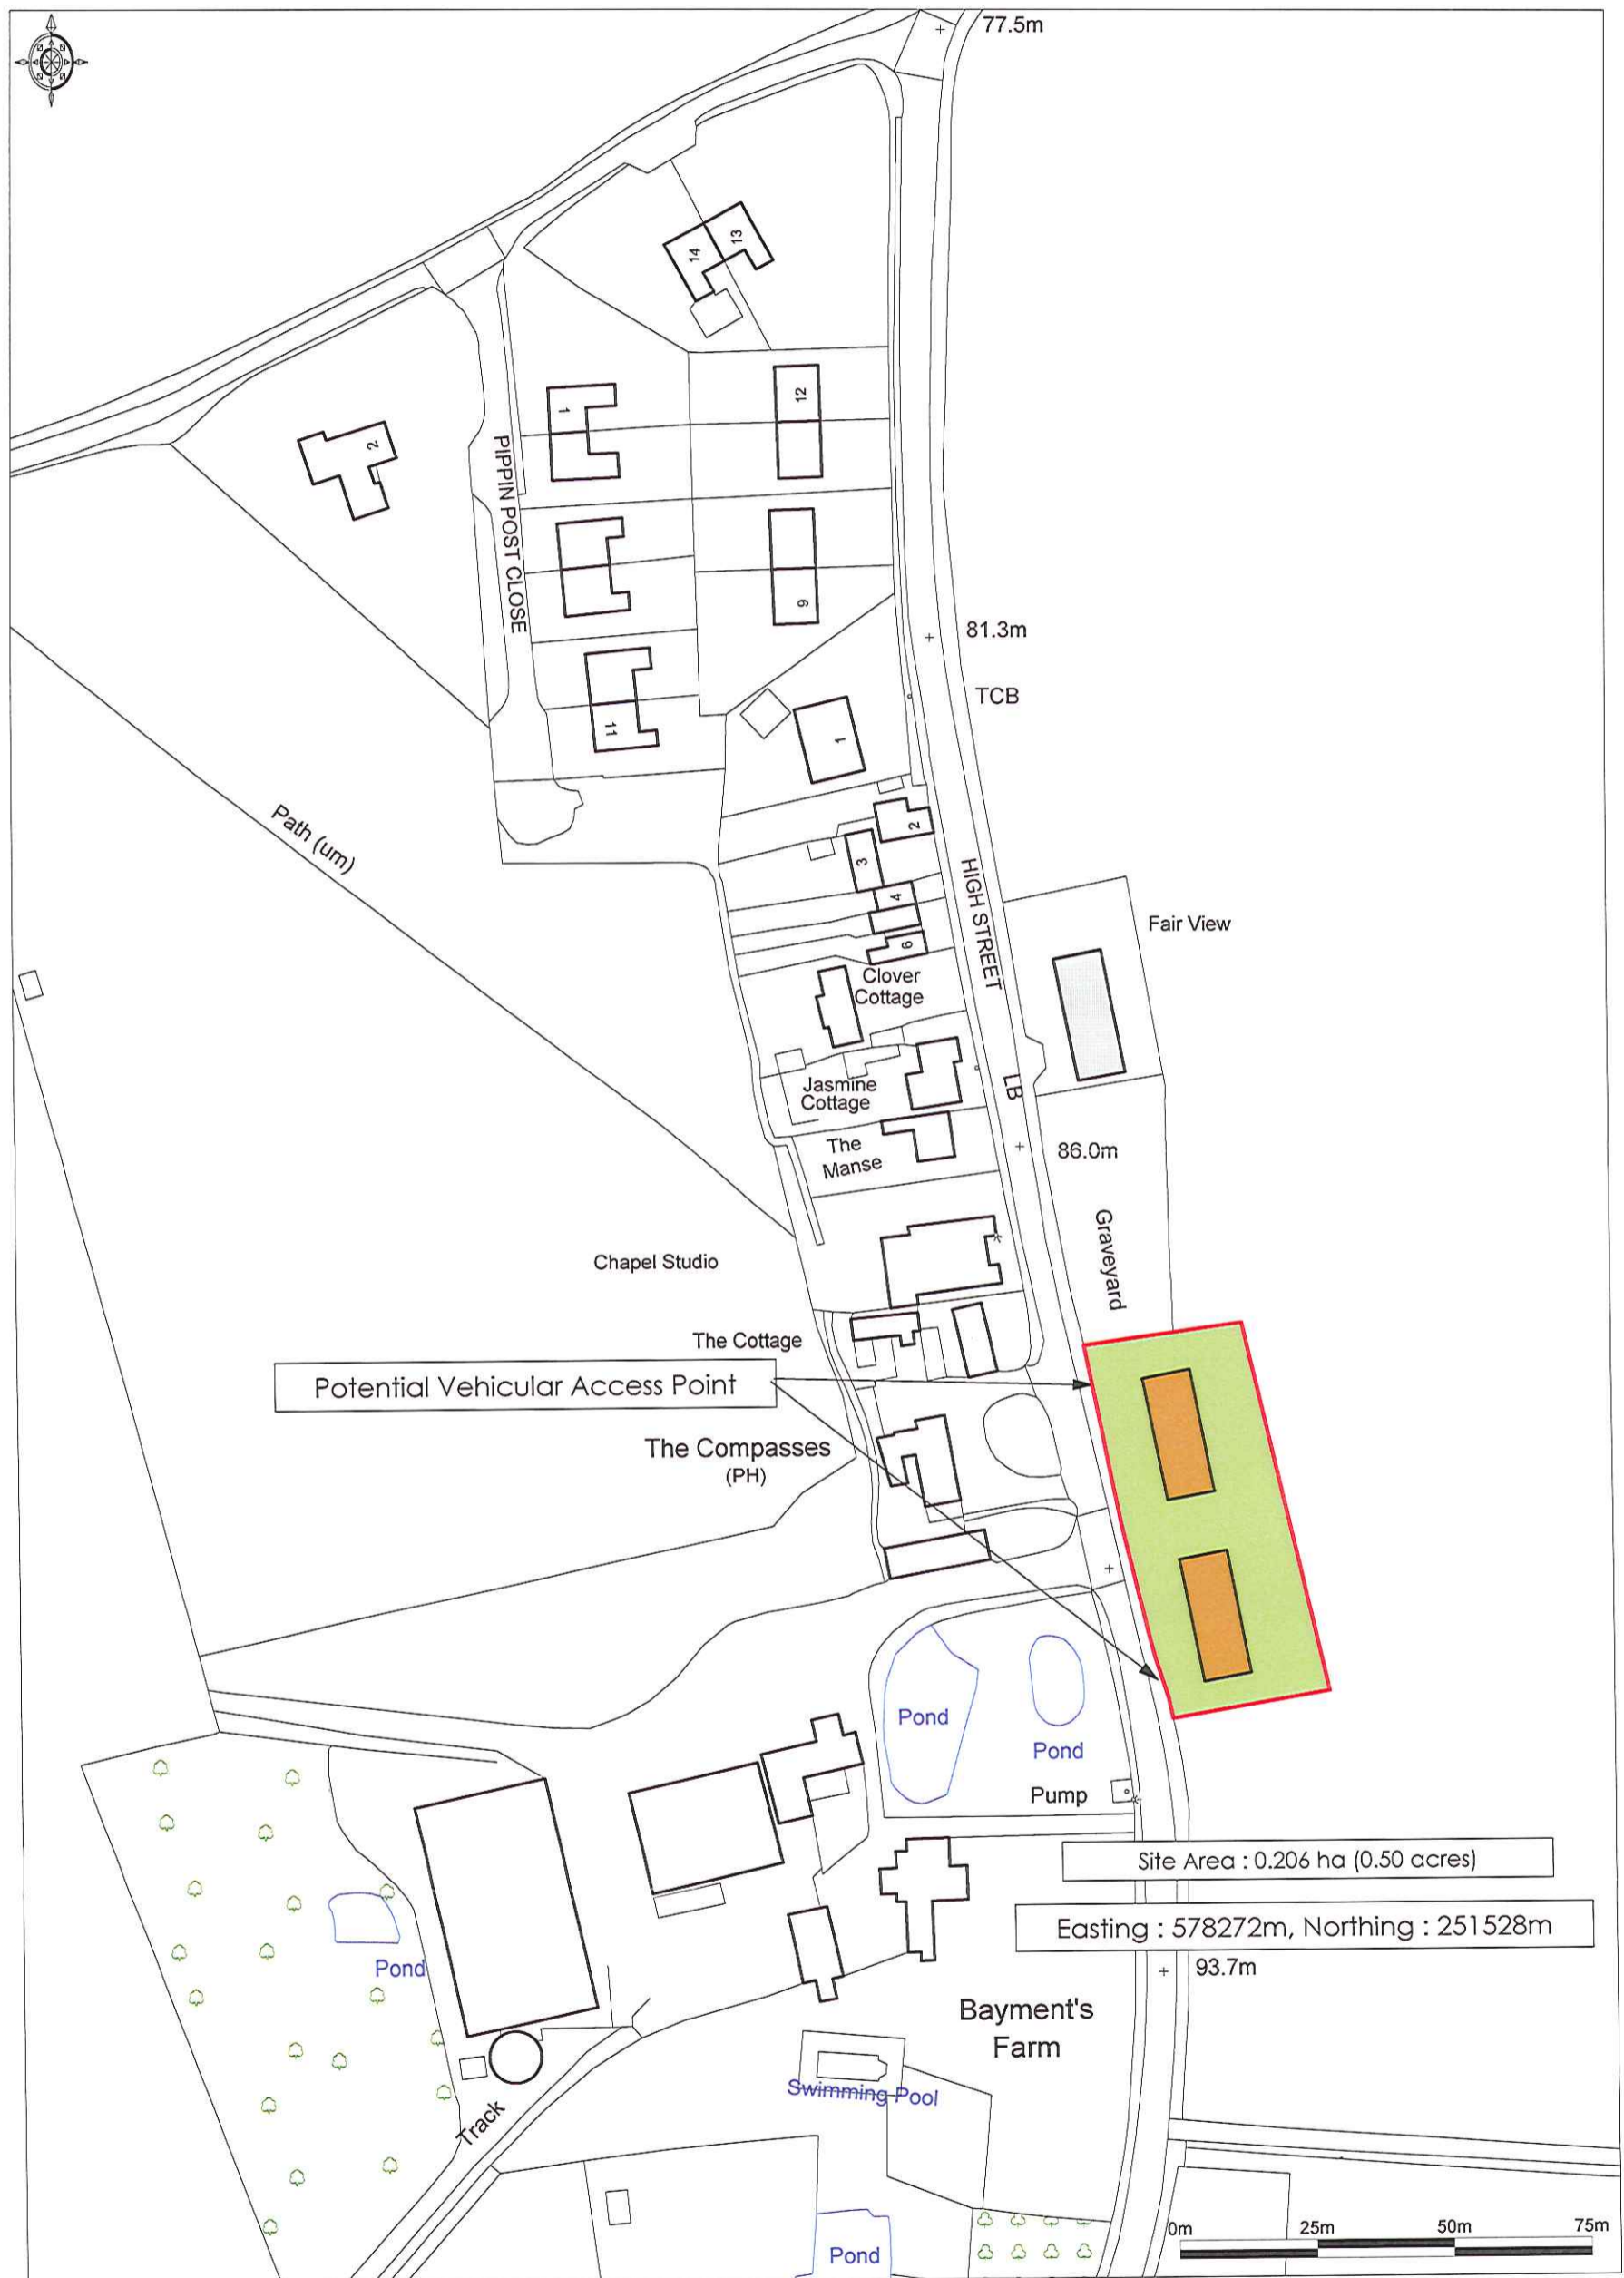 77.5m
13
14
12
1
2
PIPPIN POST CLOSE
9
81.3m
TCB
11
1
Path (um)
2
3
HIGH STREET
4
Fair View
6
Clover
Cottage
LB
Jasmine
Cottage
The
Manse
86.0m
Graveyard
Chapel Studio
The Cottage
Potential Vehicular Access Point
The Compasses
(PH)
Pond
Pond
Pump
Site Area : 0.206 ha (0.50 acres)
Easting : 578272m, Northing : 251528m
Pond
93.7m
Bayment's
Farm
Swimming Pool
Track
0m 25m 50m 75m
Pond